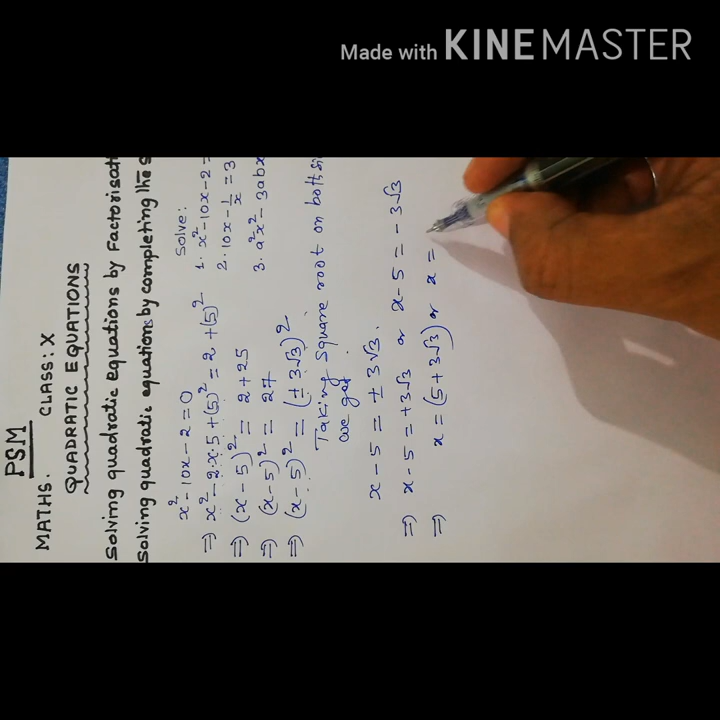 Made with KINEMASTER
PSM
MATHS. CLASS: X
QUADRATIC EQUATIONS
Solving quadratic equations by Factorisati
Solving quadratic equations by completing the s
Solve:
1. x² - 10x - 2 =
2. 10x - 1/x = 3
3. a²x² - 3abx
x² - 10x - 2 = 0
⇒ x² - 2·x·5 + (5)² = 2 + (5)²
⇒ (x - 5)² = 2 + 25
⇒ (x - 5)² = 27
⇒ (x - 5)² = (± 3√3)²
Taking Square root on both si
we get
x - 5 = ± 3√3.
⇒ x - 5 = +3√3 or x - 5 = - 3√3
⇒ x = (5 + 3√3) or x =